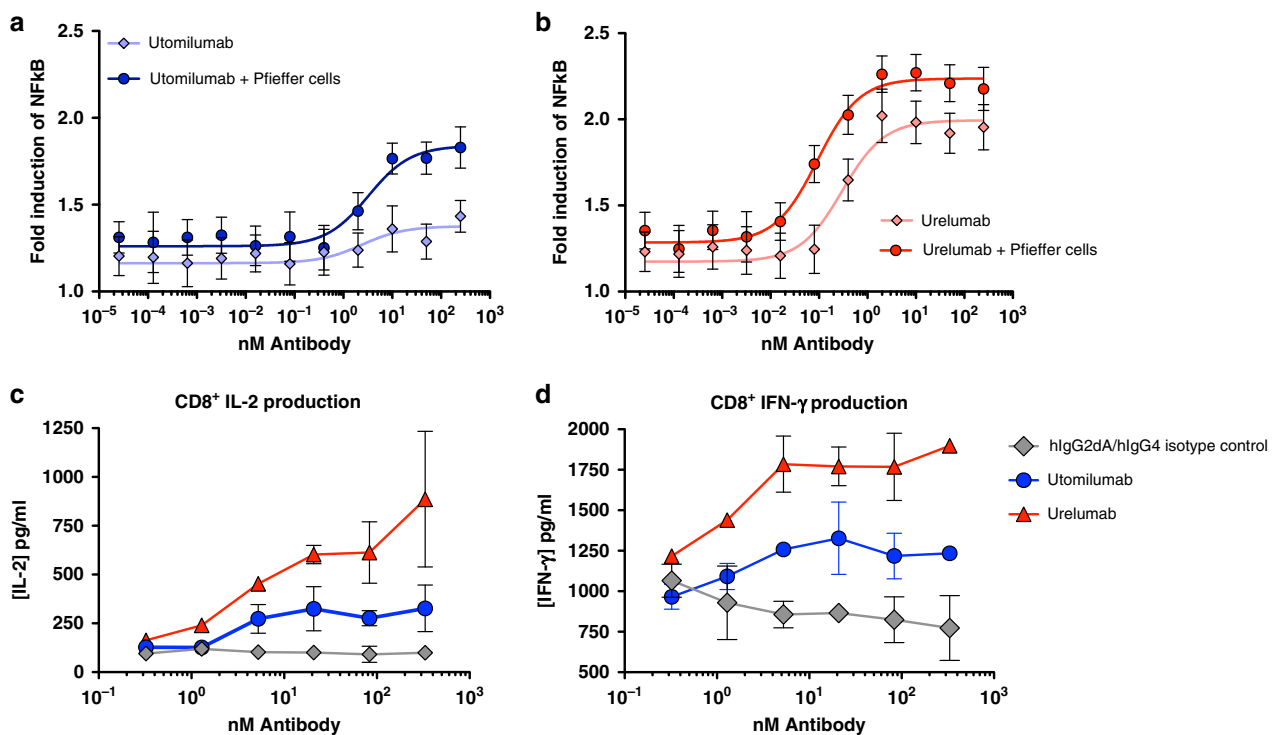 a
2.5
2.0
1.5
1.0
Fold induction of NFkB
Utomilumab
Utomilumab + Pfieffer cells
10⁻⁵ 10⁻⁴ 10⁻³ 10⁻² 10⁻¹ 10⁰ 10¹ 10² 10³
nM Antibody
b
2.5
2.0
1.5
1.0
Fold induction of NFkB
Urelumab
Urelumab + Pfieffer cells
10⁻⁵ 10⁻⁴ 10⁻³ 10⁻² 10⁻¹ 10⁰ 10¹ 10² 10³
nM Antibody
c
CD8⁺ IL-2 production
1250
1000
750
500
250
0
[IL-2] pg/ml
10⁻¹ 10⁰ 10¹ 10² 10³
nM Antibody
d
CD8⁺ IFN-γ production
2000
1750
1500
1250
1000
750
500
[IFN-γ] pg/ml
10⁻¹ 10⁰ 10¹ 10² 10³
nM Antibody
hIgG2dA/hIgG4 isotype control
Utomilumab
Urelumab